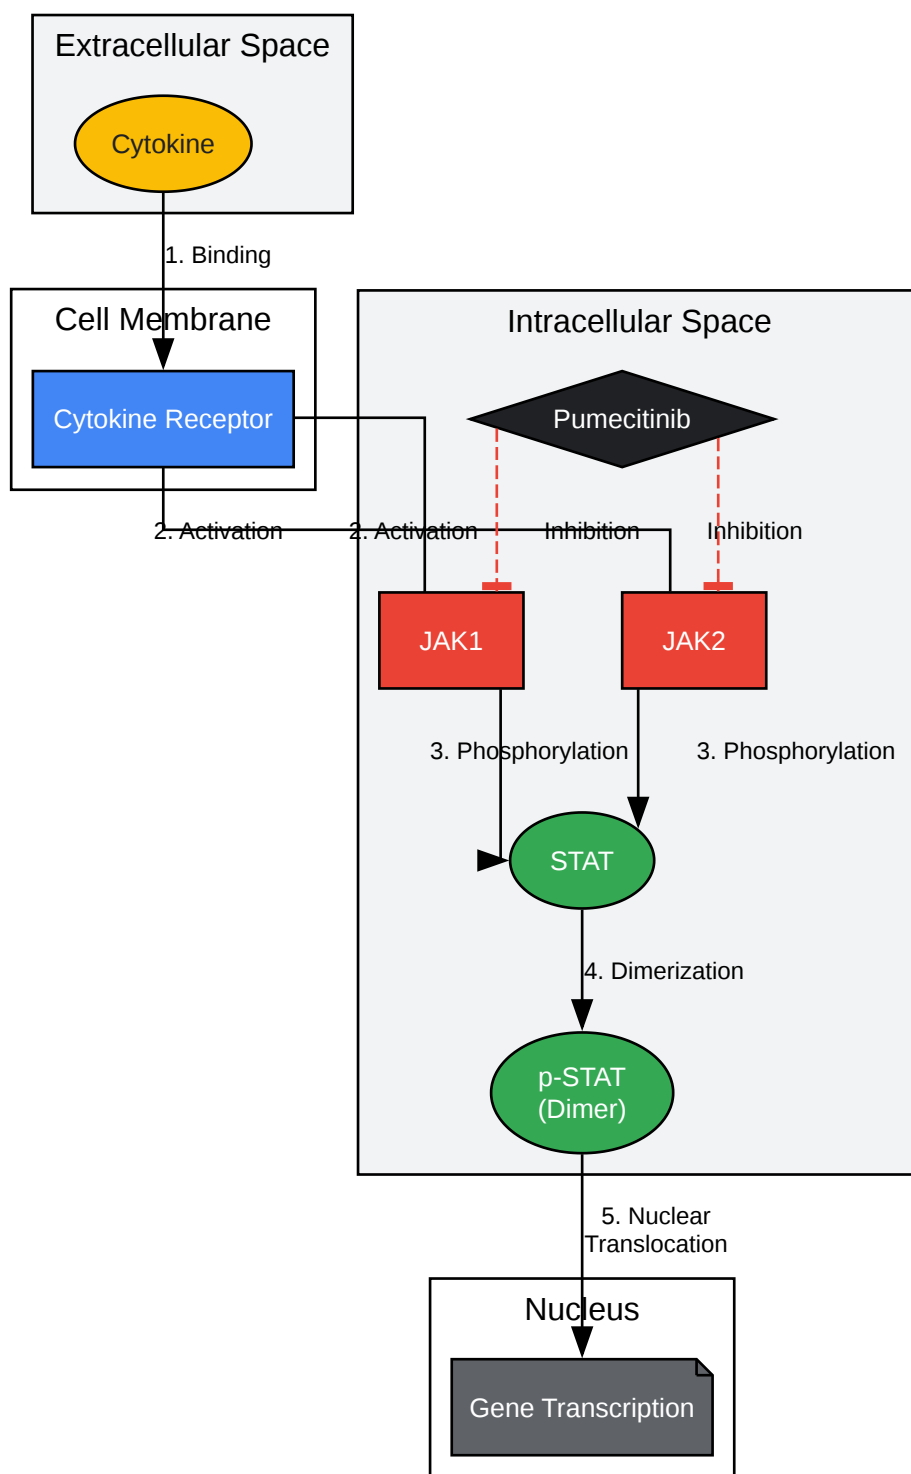 Extracellular Space
Cytokine
1. Binding
Cell Membrane
Intracellular Space
Cytokine Receptor
Pumecitinib
2. Activation
2. Activation
Inhibition
Inhibition
JAK1
JAK2
3. Phosphorylation
3. Phosphorylation
STAT
4. Dimerization
p-STAT
(Dimer)
5. Nuclear
Translocation
Nucleus
Gene Transcription